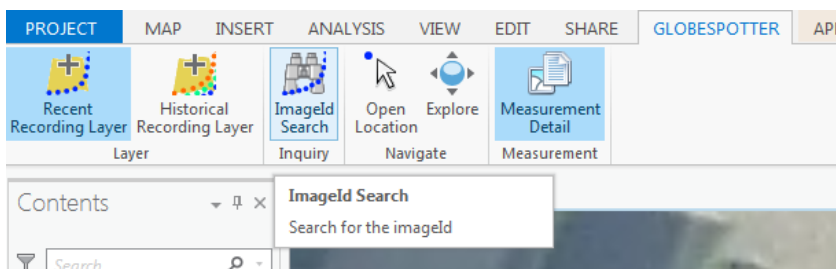 PROJECT MAP INSERT ANALYSIS VIEW EDIT SHARE GLOBESPOTTER
Recent
Recording Layer
Historical
Recording Layer
ImageId
Search
Open
Location
Explore
Measurement
Detail
Layer Inquiry Navigate Measurement
Contents
ImageId Search
Search for the imageId
Search